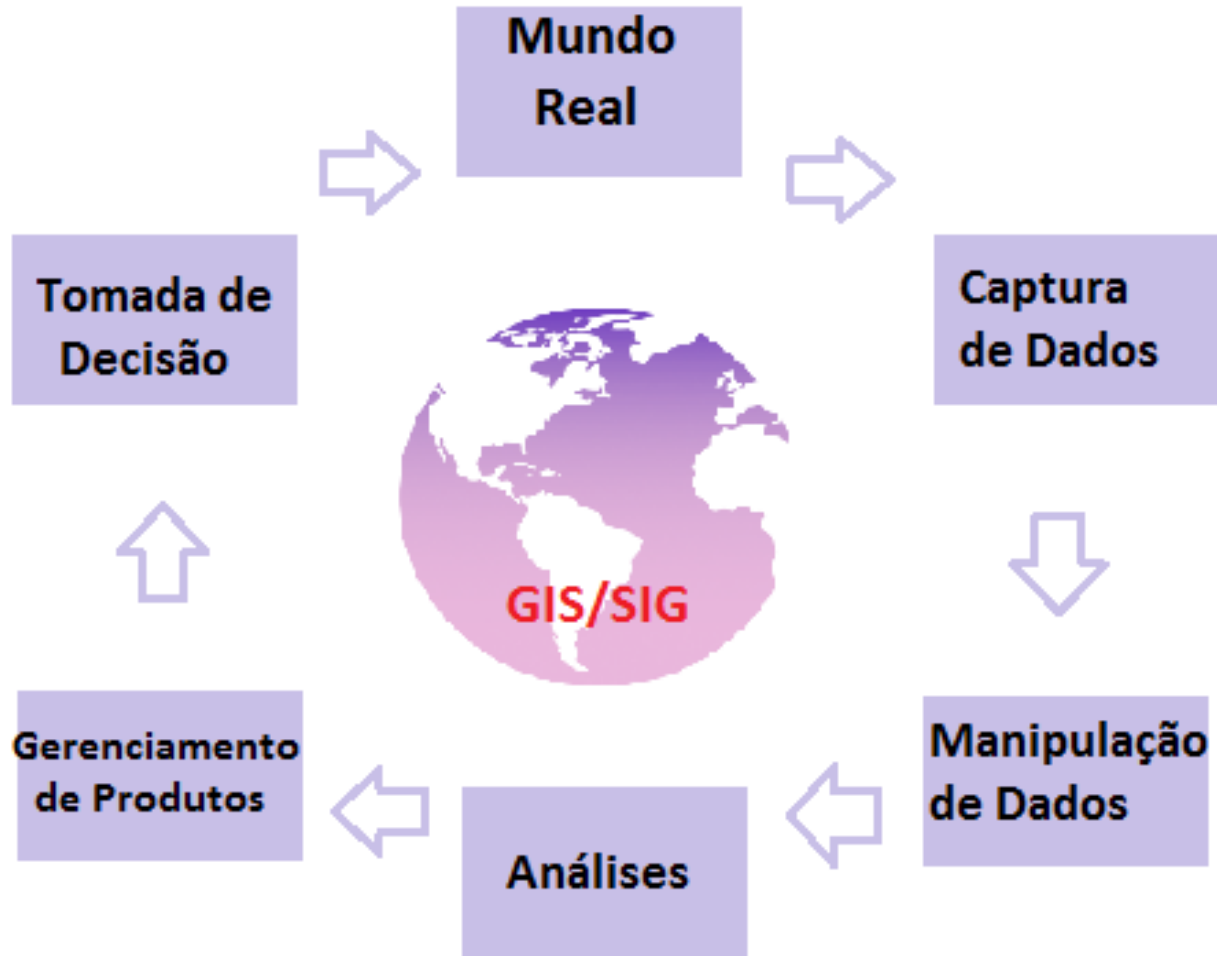 Mundo
Real
Captura
de Dados
Manipulação
de Dados
Análises
Gerenciamento
de Produtos
Tomada de
Decisão
GIS/SIG